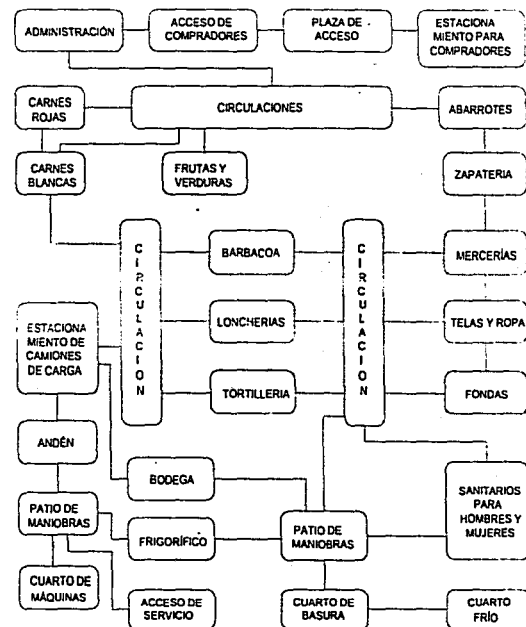 ADMINISTRACIÓN
ACCESO DE
COMPRADORES
PLAZA DE
ACCESO
ESTACIONA
MIENTO PARA
COMPRADORES
CARNES
ROJAS
CIRCULACIONES
ABARROTES
CARNES
BLANCAS
FRUTAS Y
VERDURAS
ZAPATERIA
CIRCULACION
BARBACOA
CIRCULACION
MERCERÍAS
ESTACIONA
MIENTO DE
CAMIONES
DE CARGA
LONCHERIAS
TELAS Y ROPA
TORTILLERIA
FONDAS
ANDÉN
BODEGA
SANITARIOS
PARA
HOMBRES Y
MUJERES
PATIO DE
MANIOBRAS
FRIGORÍFICO
PATIO DE
MANIOBRAS
CUARTO DE
MÁQUINAS
ACCESO DE
SERVICIO
CUARTO DE
BASURA
CUARTO
FRÍO